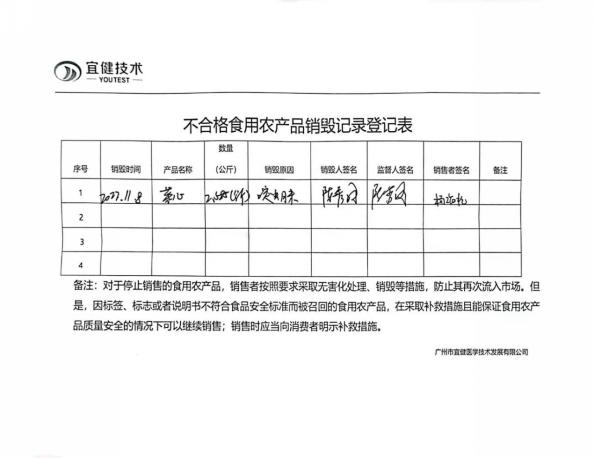 宜健技术
YOUTEST
不合格食用农产品销毁记录登记表
序号 销毁时间 产品名称 数量(公斤) 销毁原因 销毁人签名 监督人签名 销售者签名 备注
1 菜心
2
3
4
备注：对于停止销售的食用农产品，销售者按照要求采取无害化处理、销毁等措施，防止其再次流入市场。但
是，因标签、标志或者说明书不符合食品安全标准而被召回的食用农产品，在采取补救措施且能保证食用农产
品质量安全的情况下可以继续销售；销售时应当向消费者明示补救措施。
广州市宜健医学技术发展有限公司